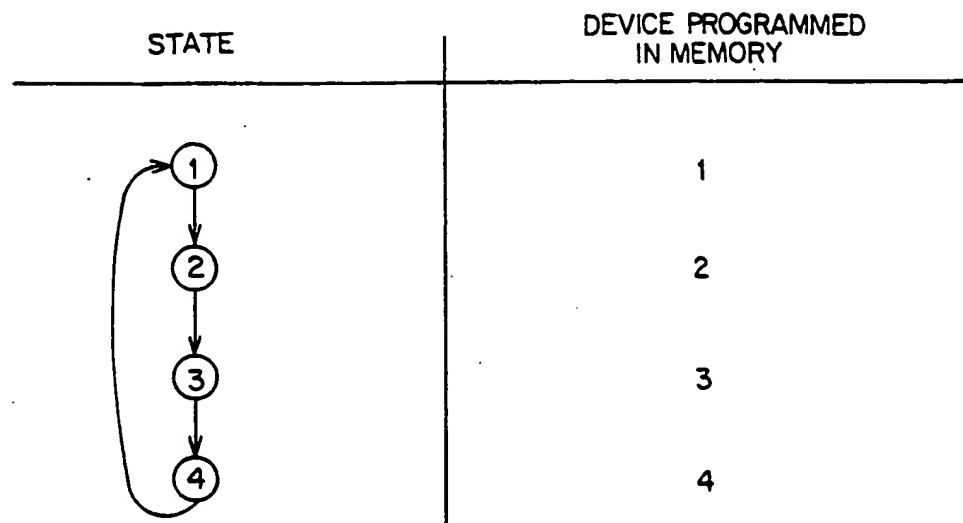 STATE
DEVICE PROGRAMMED
IN MEMORY
1 1
2 2
3 3
4 4